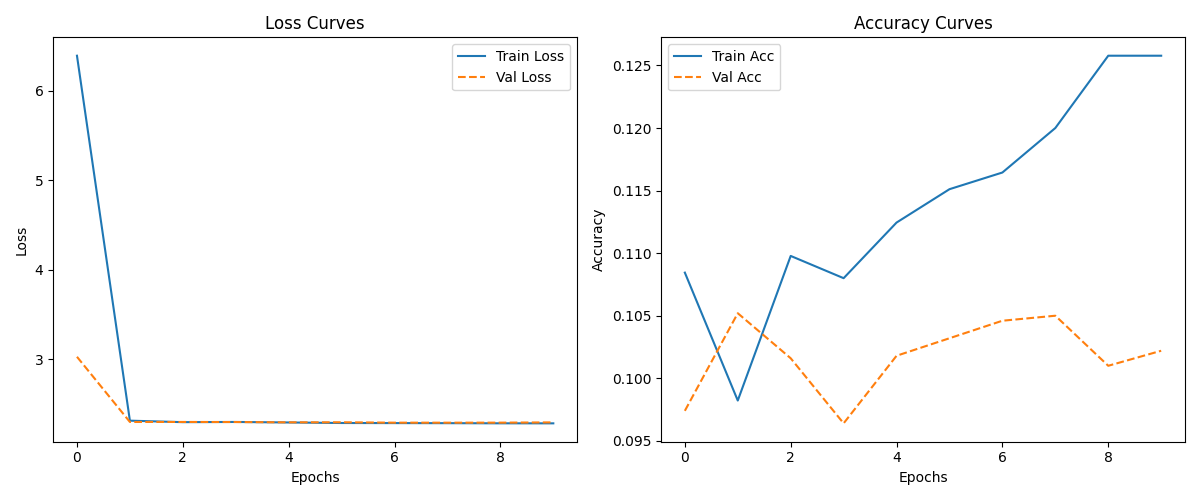 Loss Curves
Train Loss
Val Loss
6
5
4
3
Loss
0 2 4 6 8
Epochs
Accuracy Curves
Train Acc
Val Acc
0.125
0.120
0.115
0.110
0.105
0.100
0.095
Accuracy
0 2 4 6 8
Epochs